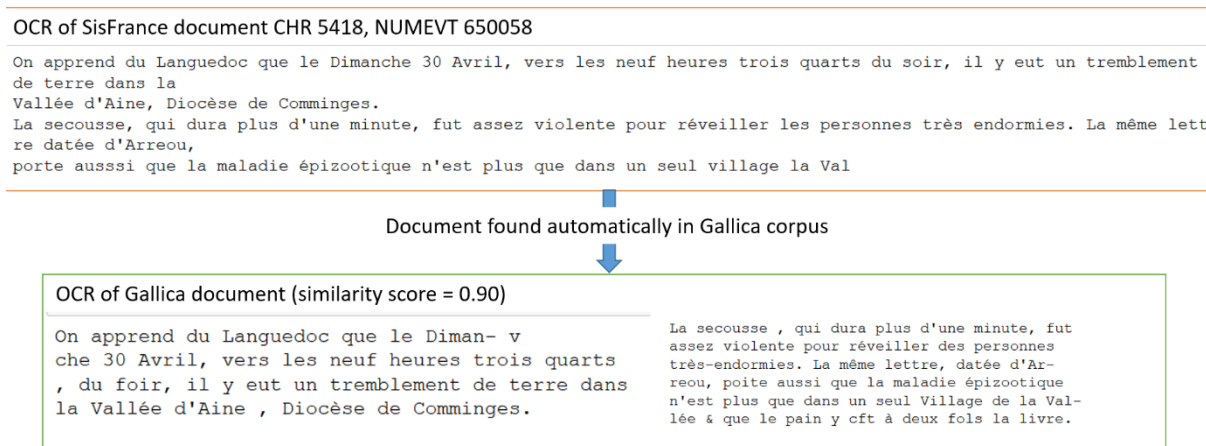 OCR of SisFrance document CHR 5418, NUMEVT 650058
On apprend du Languedoc que le Dimanche 30 Avril, vers les neuf heures trois quarts du soir, il y eut un tremblement
de terre dans la
Vallée d'Aine, Diocèse de Comminges.
La secousse, qui dura plus d'une minute, fut assez violente pour réveiller les personnes très endormies. La même lett
re datée d'Arreou,
porte ausssi que la maladie épizootique n'est plus que dans un seul village la Val
Document found automatically in Gallica corpus
OCR of Gallica document (similarity score = 0.90)
On apprend du Languedoc que le Diman- v
che 30 Avril, vers les neuf heures trois quarts
, du foir, il y eut un tremblement de terre dans
la Vallée d'Aine , Diocèse de Comminges.
La secousse , qui dura plus d'une minute, fut
assez violente pour réveiller des personnes
très-endormies. La même lettre, datée d'Ar-
reou, poite aussi que la maladie épizootique
n'est plus que dans un seul Village de la Val-
lée & que le pain y cft à deux fols la livre.